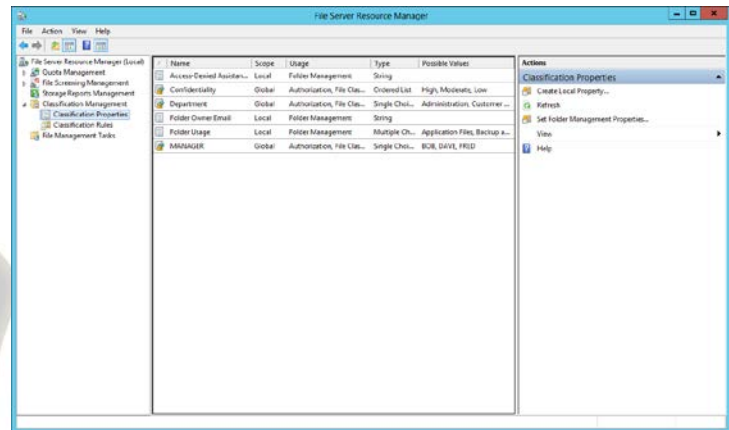 File Server Resource Manager
File Action View Help
File Server Resource Manager (Local)
Quota Management
File Screening Management
Storage Reports Management
Classification Management
Classification Properties
Classification Rules
File Management Tasks
Name Scope Usage Type Possible Values
Access-Denied Assistan... Local Folder Management String
Confidentiality Global Authorization, File Clas... Ordered List High, Moderate, Low
Department Global Authorization, File Clas... Single Choi... Administration, Customer ...
Folder Owner Email Local Folder Management String
Folder Usage Local Folder Management Multiple Ch... Application Files, Backup a...
MANAGER Global Authorization, File Clas... Single Choi... BOB, DAVE, FRED
Actions
Classification Properties
Create Local Property...
Refresh
Set Folder Management Properties...
View
Help